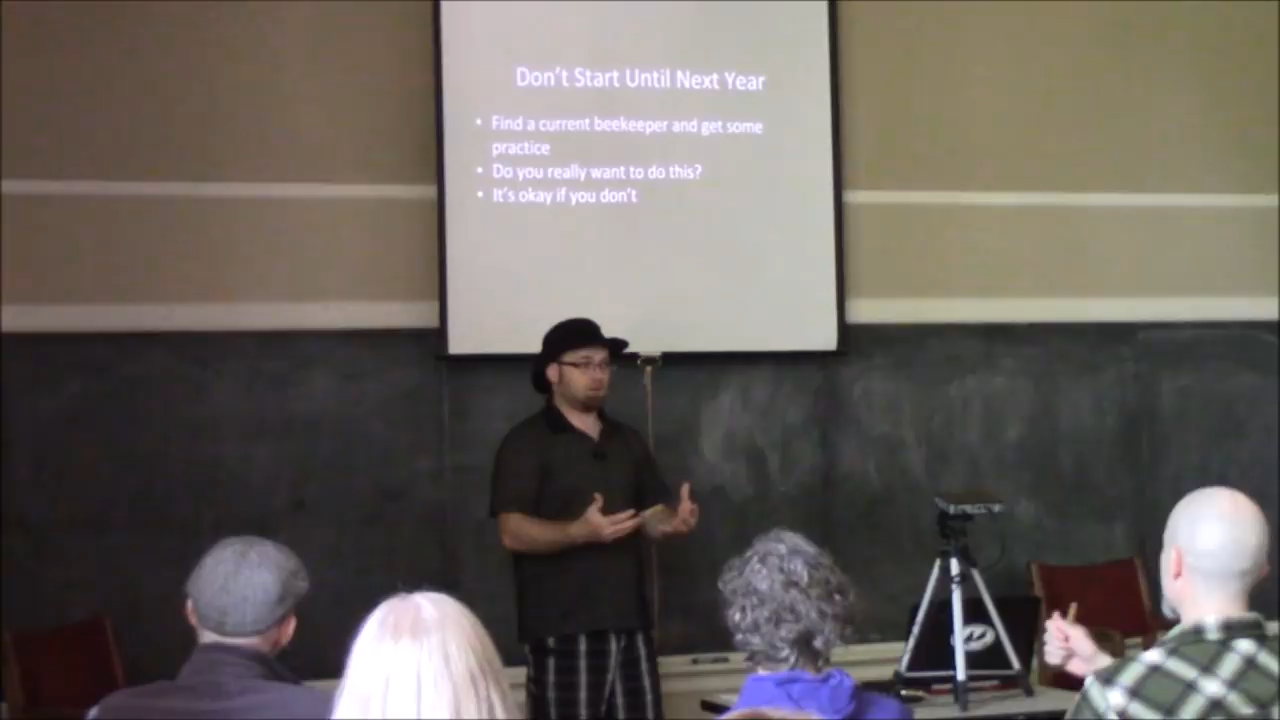 Don't Start Until Next Year
• Find a current beekeeper and get some
practice
• Do you really want to do this?
• It's okay if you don't